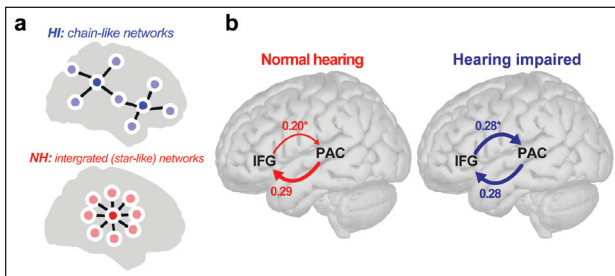 a
HI: chain-like networks
NH: intergrated (star-like) networks
b
Normal hearing
0.20*
IFG
PAC
0.29
Hearing impaired
0.28*
IFG
PAC
0.28